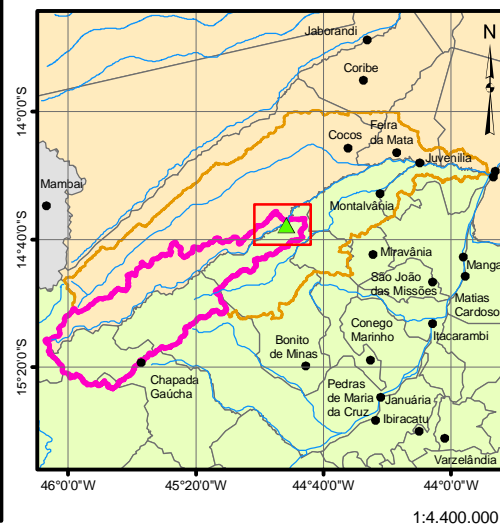 Jaborandi
N
Coribe
14°0'0"S
Cocos
Feira
da Mata
Juvenília
Mambaí
Montalvânia
14°40'0"S
Miravânia
Manga
São João
das Missões
Matias
Cardoso
Itacarambi
Conego
Marinho
Bonito
de Minas
15°20'0"S
Chapada
Gaúcha
Pedras
de Maria
da Cruz
Januária
Ibiracatu
Varzelândia
46°0'0"W
45°20'0"W
44°40'0"W
44°0'0"W
1:4.400.000